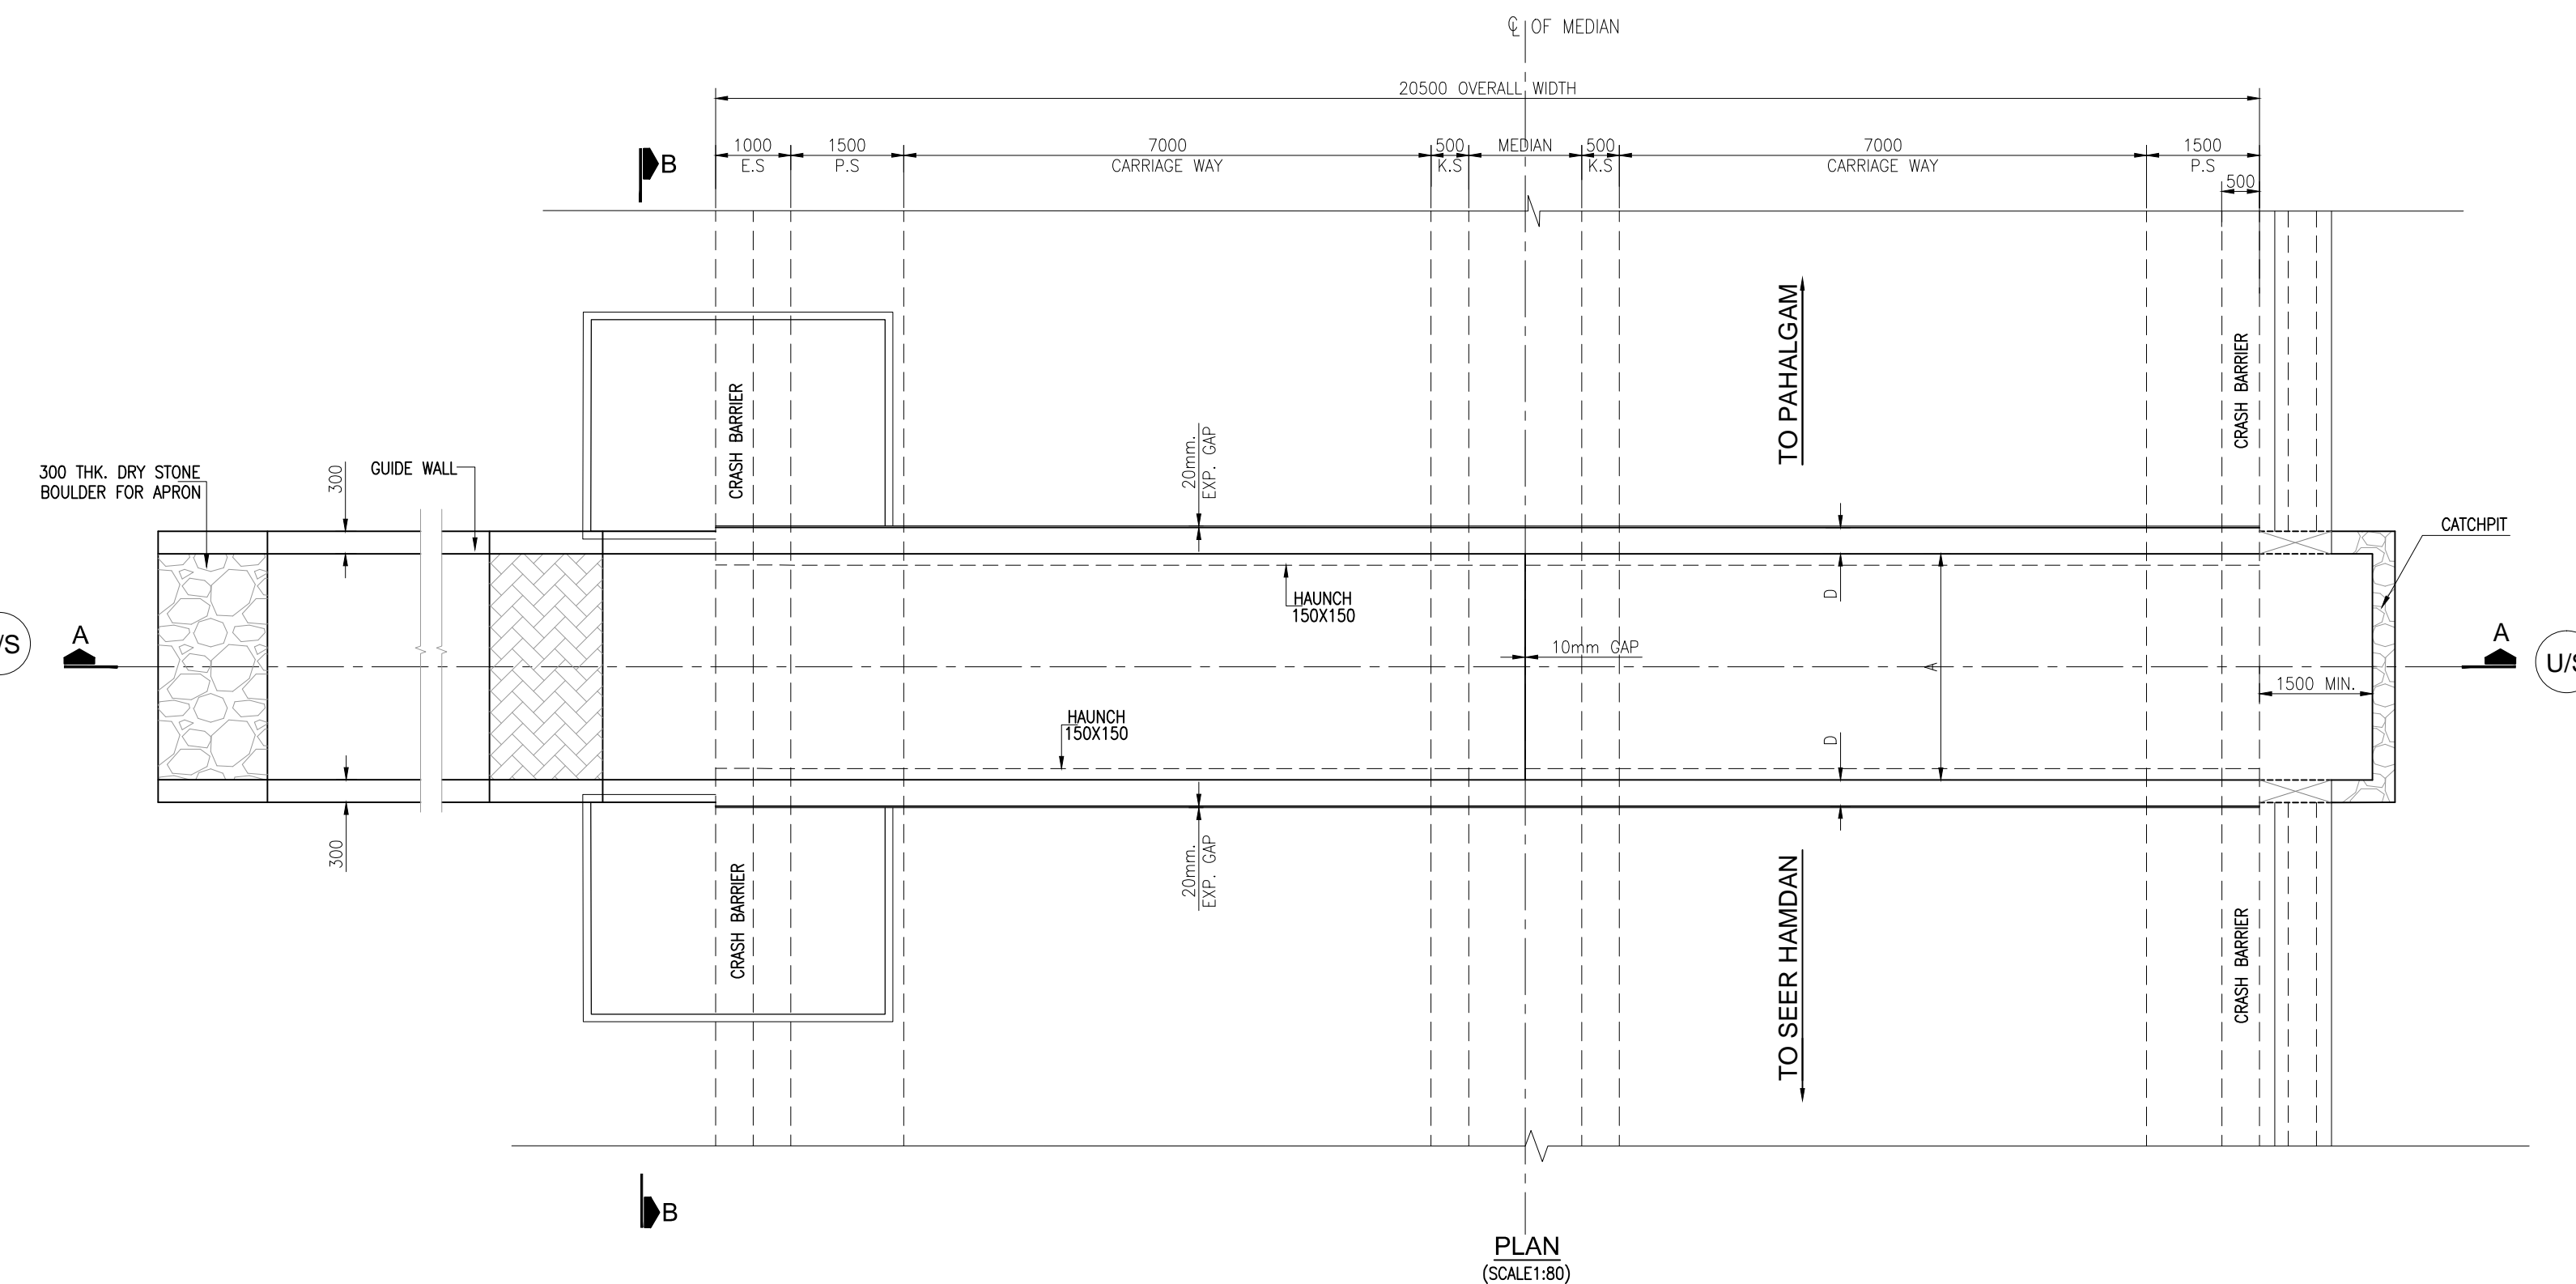 ℄ OF MEDIAN
20500 OVERALL WIDTH
1000
E.S
1500
P.S
7000
CARRIAGE WAY
500
K.S
MEDIAN
500
K.S
7000
CARRIAGE WAY
1500
P.S
500
B
CRASH BARRIER
TO PAHALGAM
CRASH BARRIER
20mm.
EXP. GAP
300 THK. DRY STONE
BOULDER FOR APRON
300
GUIDE WALL
CATCHPIT
HAUNCH
150X150
D
/S
A
10mm GAP
A
A
U/S
1500 MIN.
HAUNCH
150X150
D
300
20mm.
EXP. GAP
CRASH BARRIER
TO SEER HAMDAN
CRASH BARRIER
B
PLAN
(SCALE1:80)